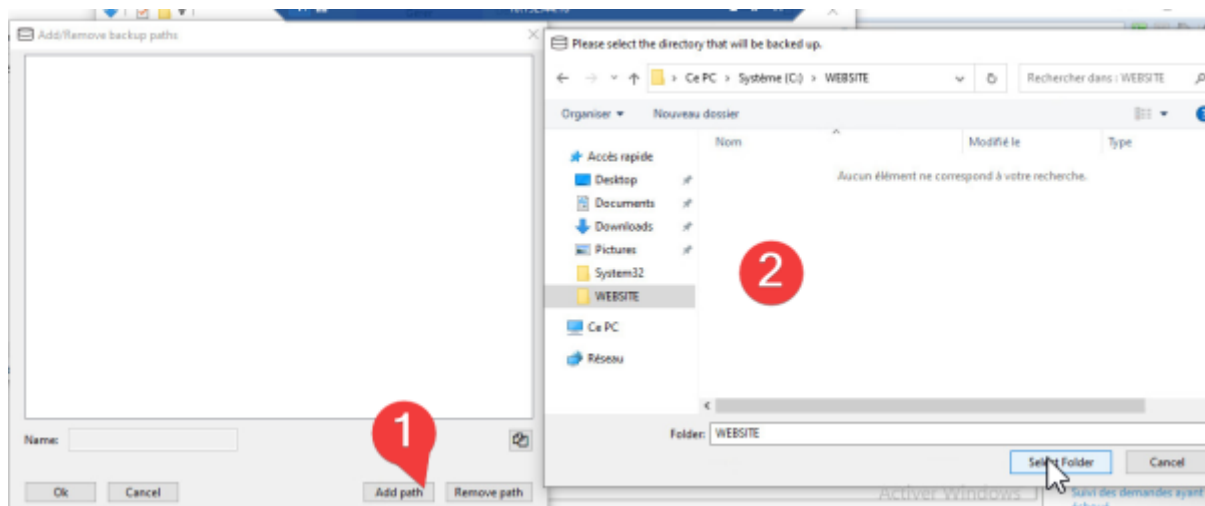 Add/Remove backup paths
Name:
Ok
Cancel
Add path
Remove path
1
Please select the directory that will be backed up.
Ce PC > Système (C:) > WEBSITE
Rechercher dans : WEBSITE
Organiser
Nouveau dossier
Nom
Modifié le
Type
Accès rapide
Desktop
Documents
Downloads
Pictures
System32
WEBSITE
Ce PC
Réseau
Aucun élément ne correspond à votre recherche.
2
Folder: WEBSITE
Select Folder
Cancel
Activer Windows
Suivi des demandes ayant